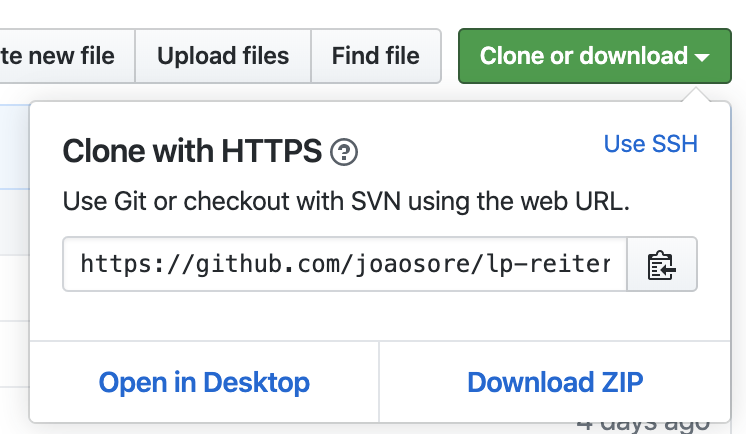 te new file
Upload files
Find file
Clone or download
Clone with HTTPS
Use SSH
Use Git or checkout with SVN using the web URL.
https://github.com/joaosore/lp-reiter
Open in Desktop
Download ZIP
4 days ago